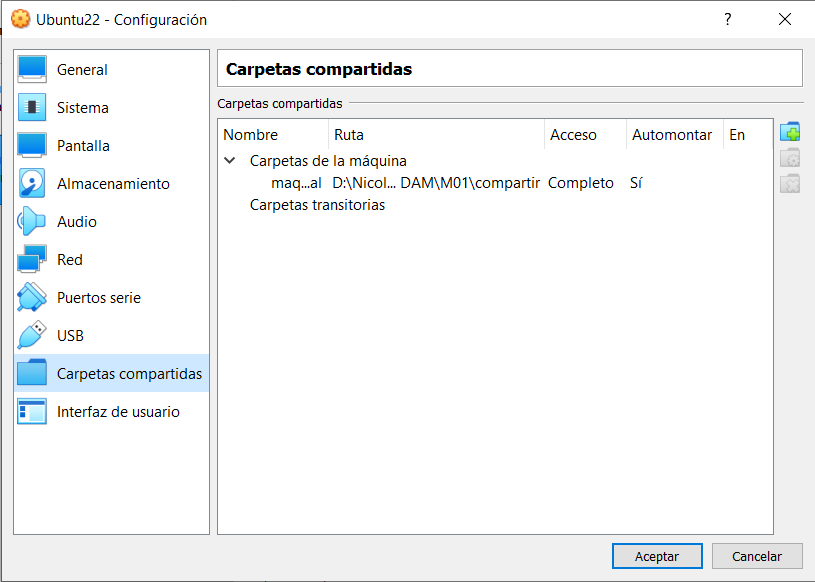 Ubuntu22 - Configuración
?
General
Sistema
Pantalla
Almacenamiento
Audio
Red
Puertos serie
USB
Carpetas compartidas
Interfaz de usuario
Carpetas compartidas
Carpetas compartidas
Nombre Ruta Acceso Automontar En
Carpetas de la máquina
maq...al D:\Nicol... DAM\M01\compartir Completo Sí
Carpetas transitorias
Aceptar Cancelar